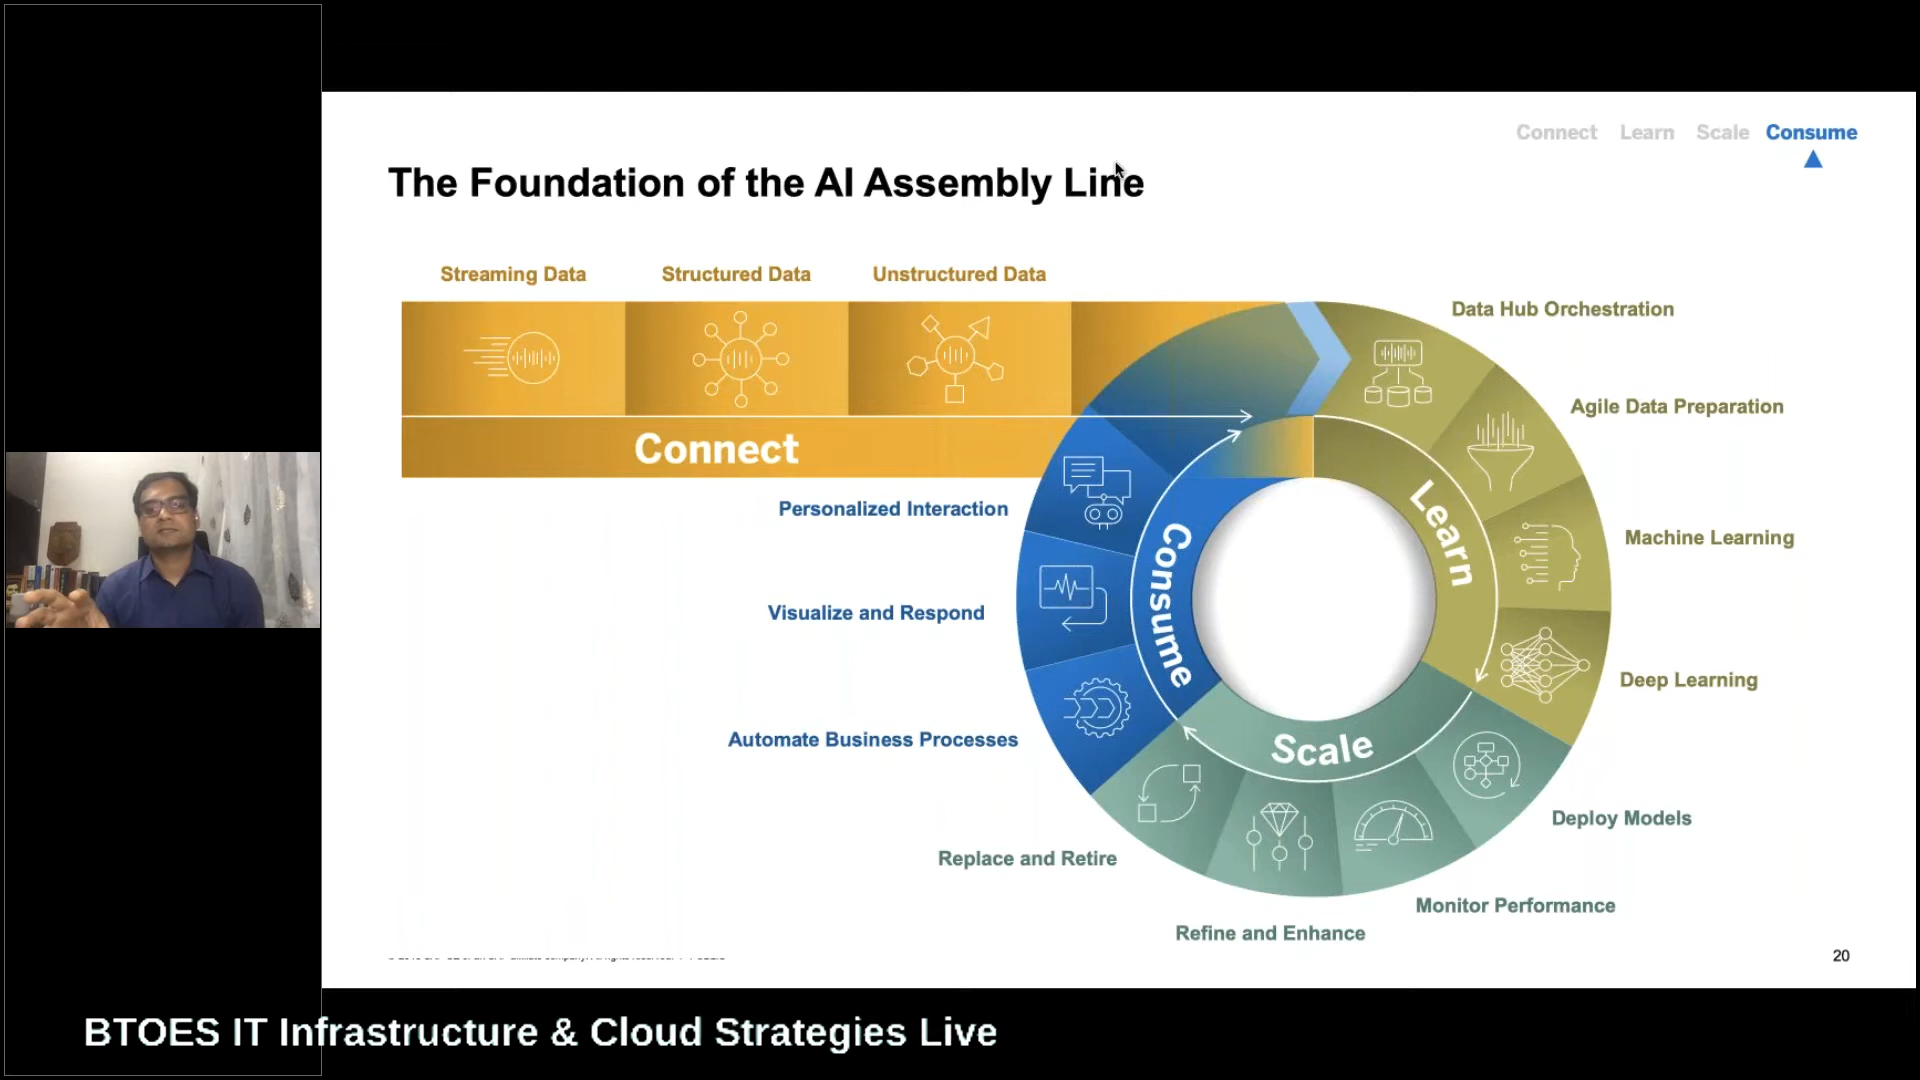 Connect Learn Scale Consume
The Foundation of the AI Assembly Line
Streaming Data Structured Data Unstructured Data
Connect
Data Hub Orchestration
Agile Data Preparation
Machine Learning
Deep Learning
Learn
Deploy Models
Monitor Performance
Refine and Enhance
Replace and Retire
Scale
Automate Business Processes
Visualize and Respond
Personalized Interaction
Consume
20
BTOES IT Infrastructure & Cloud Strategies Live